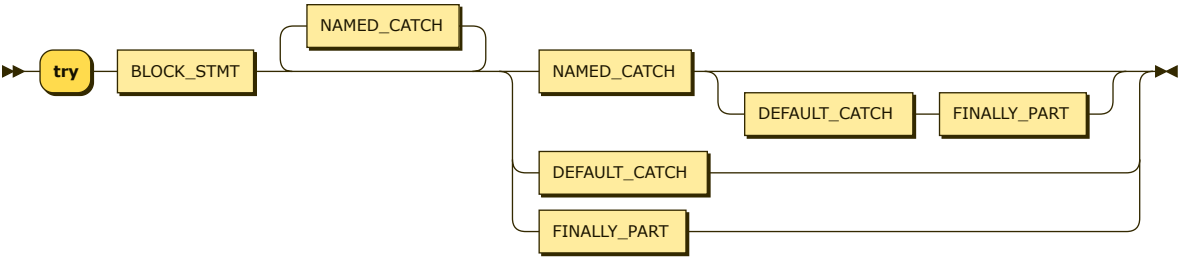 NAMED_CATCH
try BLOCK_STMT NAMED_CATCH
DEFAULT_CATCH FINALLY_PART
DEFAULT_CATCH
FINALLY_PART